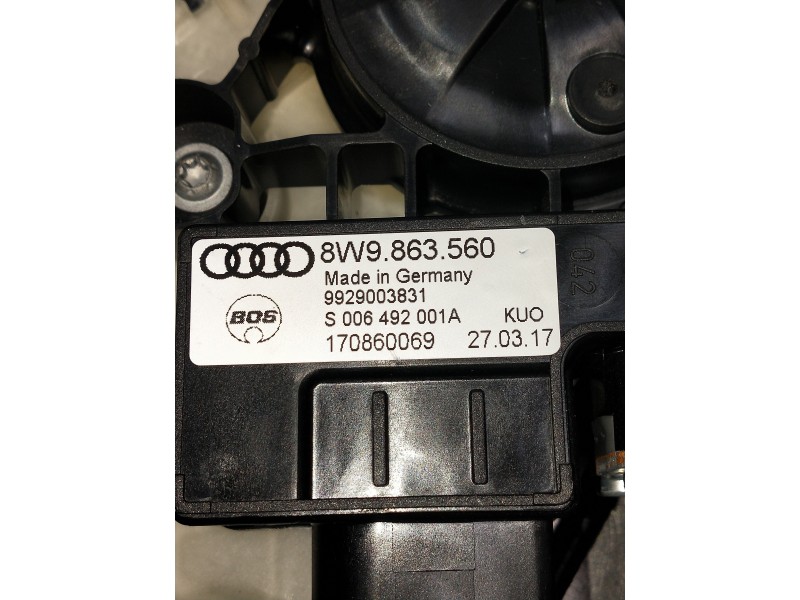 8W9.863.560
Made in Germany
9929003831
BOS
S 006 492 001A KUO
170860069 27.03.17
042